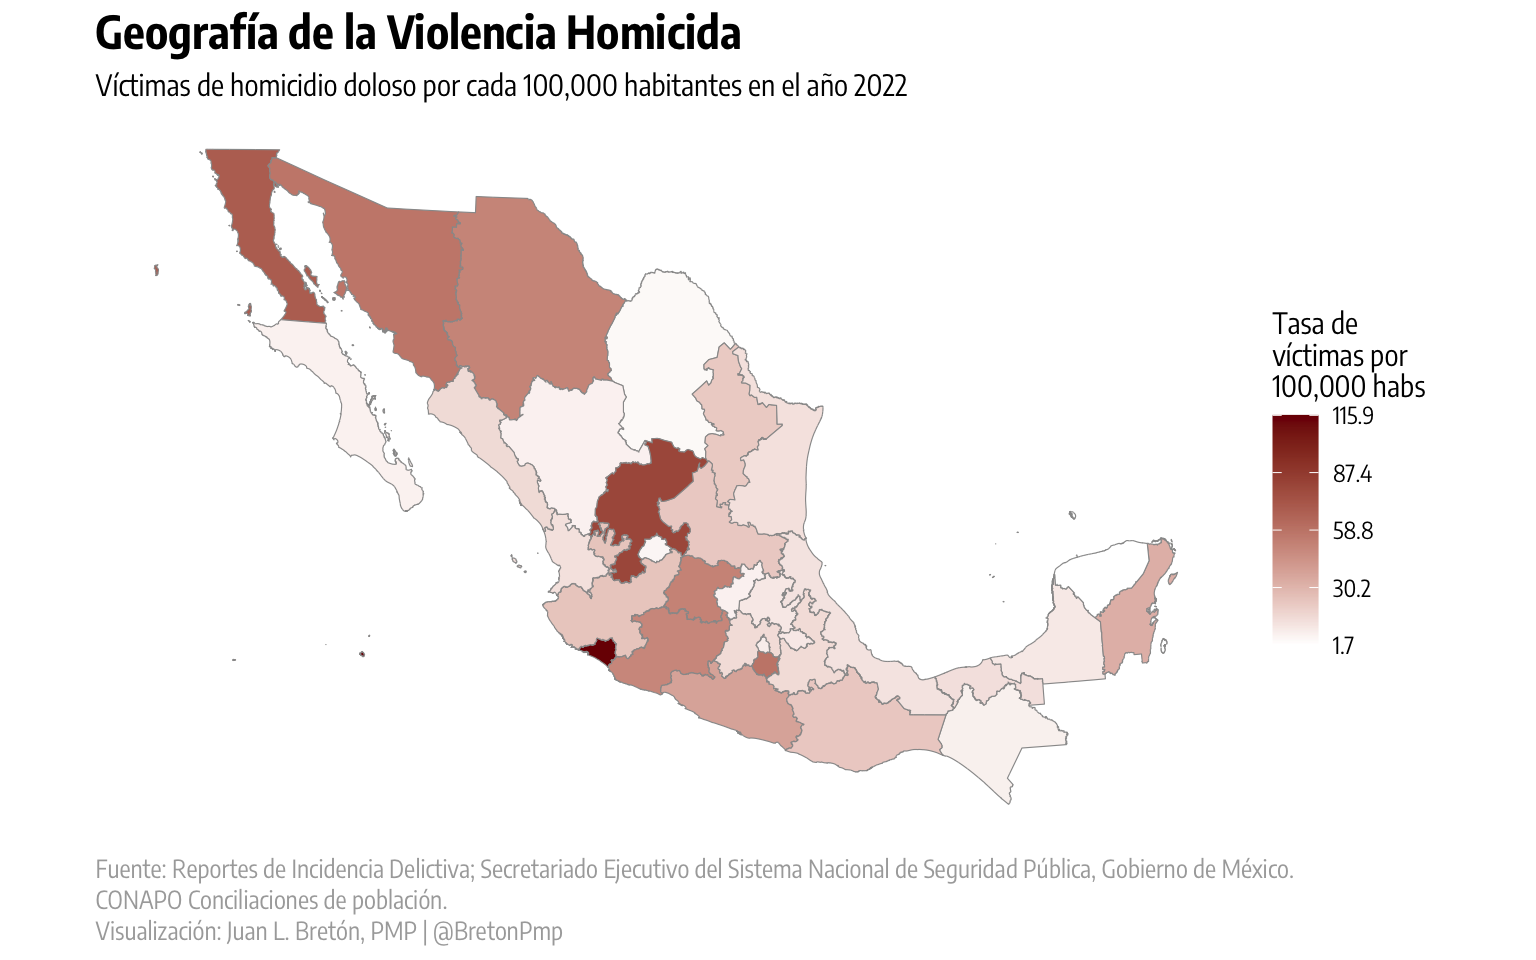 Geografía de la Violencia Homicida
Víctimas de homicidio doloso por cada 100,000 habitantes en el año 2022
Tasa de
víctimas por
100,000 habs
115.9
87.4
58.8
30.2
1.7
Fuente: Reportes de Incidencia Delictiva; Secretariado Ejecutivo del Sistema Nacional de Seguridad Pública, Gobierno de México.
CONAPO Conciliaciones de población.
Visualización: Juan L. Bretón, PMP | @BretonPmp